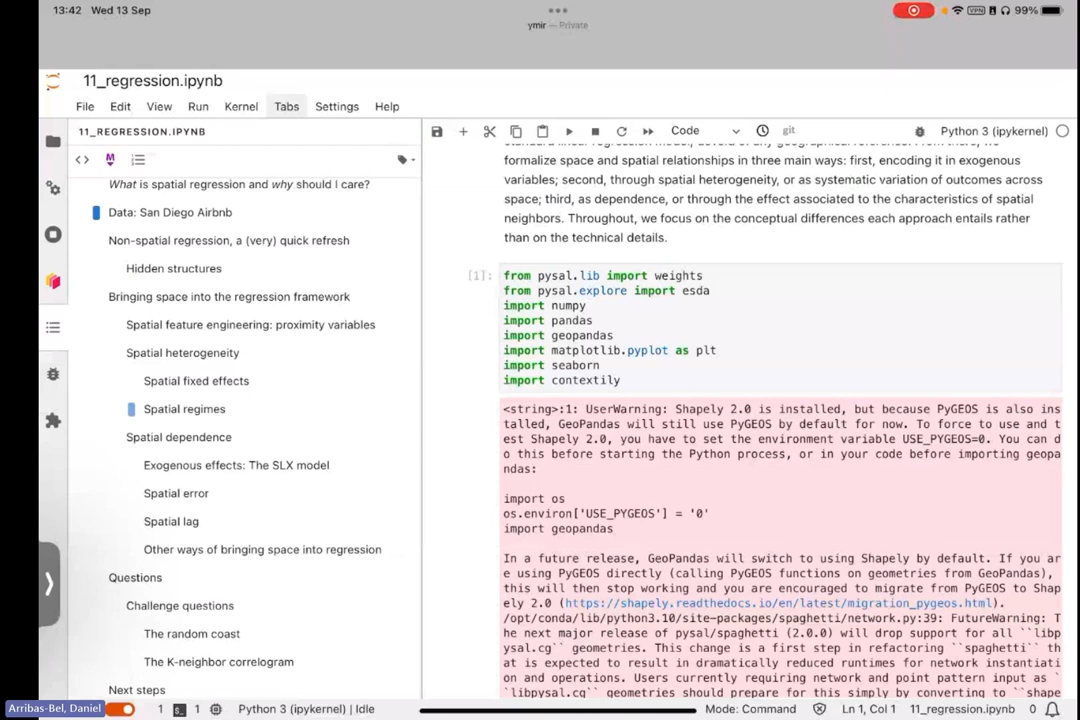 13:42 Wed 13 Sep
ymir — Private
VPN
99%
11_regression.ipynb
File Edit View Run Kernel Tabs Settings Help
11_REGRESSION.IPYNB
Code
git
Python 3 (ipykernel)
What is spatial regression and why should I care?
Data: San Diego Airbnb
Non-spatial regression, a (very) quick refresh
Hidden structures
Bringing space into the regression framework
Spatial feature engineering: proximity variables
Spatial heterogeneity
Spatial fixed effects
Spatial regimes
Spatial dependence
Exogenous effects: The SLX model
Spatial error
Spatial lag
Other ways of bringing space into regression
Questions
Challenge questions
The random coast
The K-neighbor correlogram
Next steps
formalize space and spatial relationships in three main ways: first, encoding it in exogenous
variables; second, through spatial heterogeneity, or as systematic variation of outcomes across
space; third, as dependence, or through the effect associated to the characteristics of spatial
neighbors. Throughout, we focus on the conceptual differences each approach entails rather
than on the technical details.
[1]: from pysal.lib import weights
from pysal.explore import esda
import numpy
import pandas
import geopandas
import matplotlib.pyplot as plt
import seaborn
import contextily
<string>:1: UserWarning: Shapely 2.0 is installed, but because PyGEOS is also ins
talled, GeoPandas will still use PyGEOS by default for now. To force to use and t
est Shapely 2.0, you have to set the environment variable USE_PYGEOS=0. You can d
o this before starting the Python process, or in your code before importing geopa
ndas:
import os
os.environ['USE_PYGEOS'] = '0'
import geopandas
In a future release, GeoPandas will switch to using Shapely by default. If you ar
e using PyGEOS directly (calling PyGEOS functions on geometries from GeoPandas),
this will then stop working and you are encouraged to migrate from PyGEOS to Shap
ely 2.0 (https://shapely.readthedocs.io/en/latest/migration_pygeos.html).
/opt/conda/lib/python3.10/site-packages/spaghetti/network.py:39: FutureWarning: T
he next major release of pysal/spaghetti (2.0.0) will drop support for all ``libp
ysal.cg`` geometries. This change is a first step in refactoring ``spaghetti`` th
at is expected to result in dramatically reduced runtimes for network instantiati
on and operations. Users currently requiring network and point pattern input as `
`libpysal.cg`` geometries should prepare for this simply by converting to ``shape
Arribas-Bel, Daniel
1
1
Python 3 (ipykernel) | Idle
Mode: Command
Ln 1, Col 1
11_regression.ipynb
0